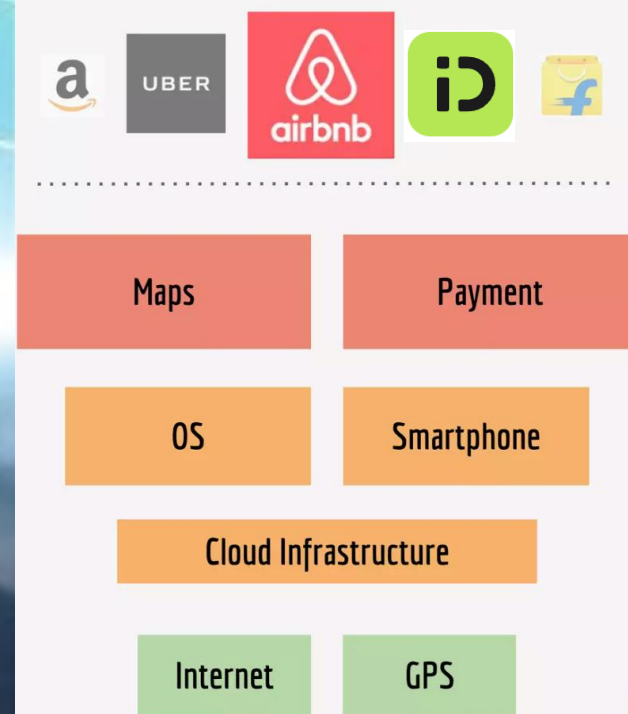 a UBER airbnb iD f
Maps Payment
OS Smartphone
Cloud Infrastructure
Internet GPS